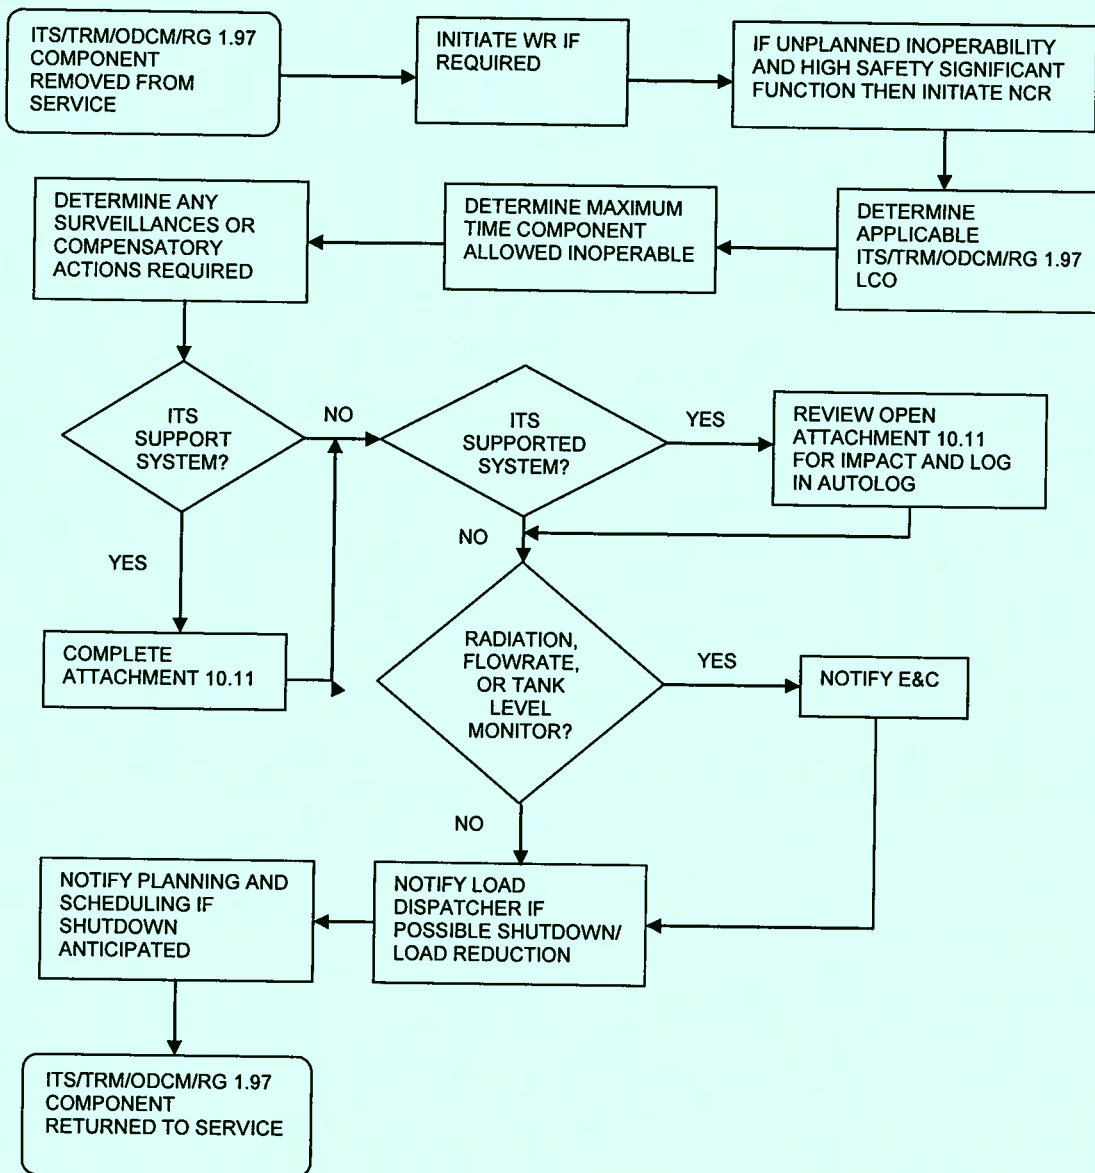 ITS/TRM/ODCM/RG 1.97
COMPONENT
REMOVED FROM
SERVICE
INITIATE WR IF
REQUIRED
IF UNPLANNED INOPERABILITY
AND HIGH SAFETY SIGNIFICANT
FUNCTION THEN INITIATE NCR
DETERMINE
APPLICABLE
ITS/TRM/ODCM/RG 1.97
LCO
DETERMINE MAXIMUM
TIME COMPONENT
ALLOWED INOPERABLE
DETERMINE ANY
SURVEILLANCES OR
COMPENSATORY
ACTIONS REQUIRED
ITS
SUPPORT
SYSTEM?
NO
YES
COMPLETE
ATTACHMENT 10.11
ITS
SUPPORTED
SYSTEM?
YES
REVIEW OPEN
ATTACHMENT 10.11
FOR IMPACT AND LOG
IN AUTOLOG
NO
RADIATION,
FLOWRATE,
OR TANK
LEVEL
MONITOR?
YES
NOTIFY E&C
NO
NOTIFY LOAD
DISPATCHER IF
POSSIBLE SHUTDOWN/
LOAD REDUCTION
NOTIFY PLANNING AND
SCHEDULING IF
SHUTDOWN
ANTICIPATED
ITS/TRM/ODCM/RG 1.97
COMPONENT
RETURNED TO SERVICE